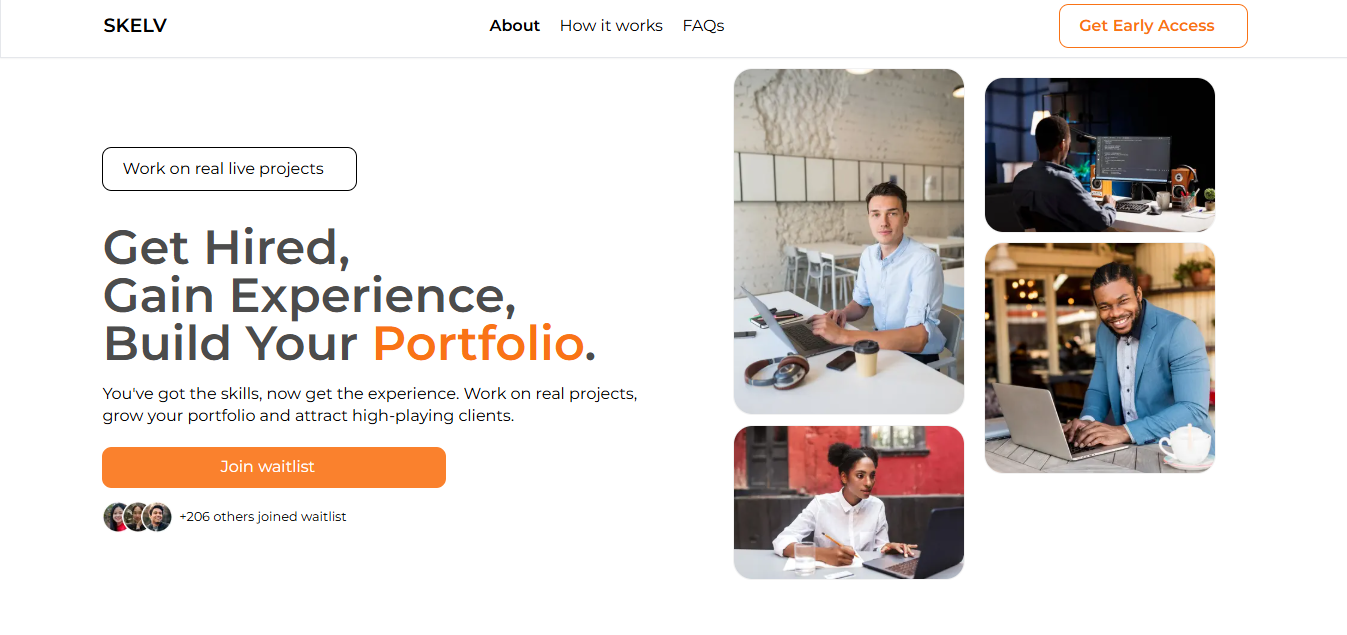 SKELV
About How it works FAQs
Get Early Access
Work on real live projects
Get Hired,
Gain Experience,
Build Your Portfolio.
You've got the skills, now get the experience. Work on real projects,
grow your portfolio and attract high-playing clients.
Join waitlist
+206 others joined waitlist